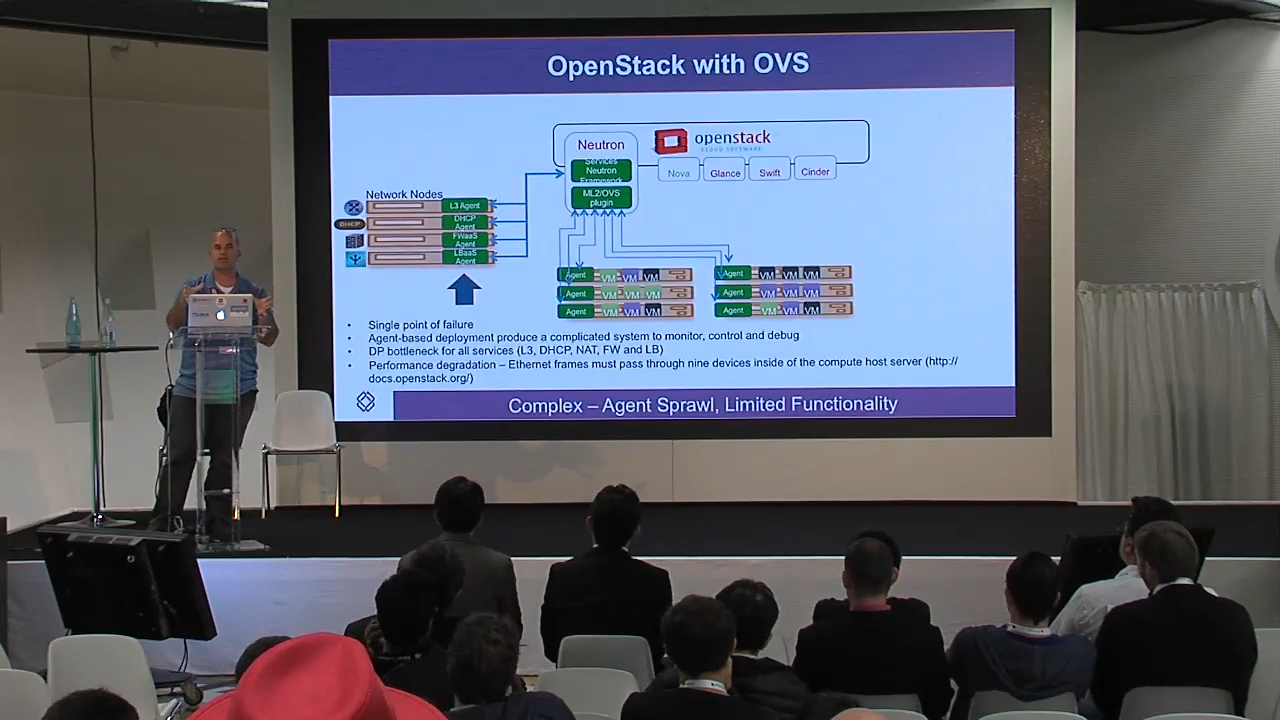 OpenStack with OVS
openstack
CLOUD SOFTWARE
Neutron
Services
Neutron
Framework
ML2/OVS
plugin
Nova
Glance
Swift
Cinder
Network Nodes
L3 Agent
DHCP
DHCP
Agent
FWaaS
Agent
LBaaS
Agent
Agent VM VM VM
Agent VM VM VM
Agent VM VM VM
Agent VM VM VM
Agent VM VM VM
Agent VM VM VM
• Single point of failure
• Agent-based deployment produce a complicated system to monitor, control and debug
• DP bottleneck for all services (L3, DHCP, NAT, FW and LB)
• Performance degradation – Ethernet frames must pass through nine devices inside of the compute host server (http://
docs.openstack.org/)
Complex – Agent Sprawl, Limited Functionality